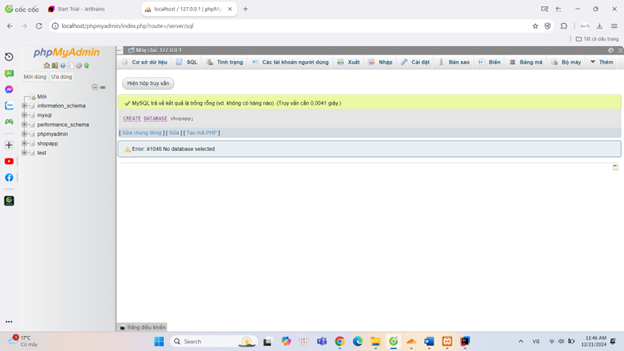 cốc cốc
Start Trial - JetBrains
localhost / 127.0.0.1 | phpM
localhost/phpmyadmin/index.php?route=/server/sql
Tất cả dấu trang
phpMyAdmin
Mới dùng
Ưa dùng
Mới
information_schema
mysql
performance_schema
phpmyadmin
shopapp
test
Máy chủ: 127.0.0.1
Cơ sở dữ liệu
SQL
Tình trạng
Các tài khoản người dùng
Xuất
Nhập
Cài đặt
Bản sao
Biến
Bảng mã
Bộ máy
Thêm
Hiện hộp truy vấn
MySQL trả về kết quả là trống rỗng (vd. không có hàng nào). (Truy vấn cần 0,0041 giây.)
CREATE DATABASE shopapp;
[ Sửa chung dòng ] [ Sửa ] [ Tạo mã PHP ]
Error: #1046 No database selected
Bảng điều khiển
17°C
Có mây
Search
VIE
11:46 AM
12/21/2024